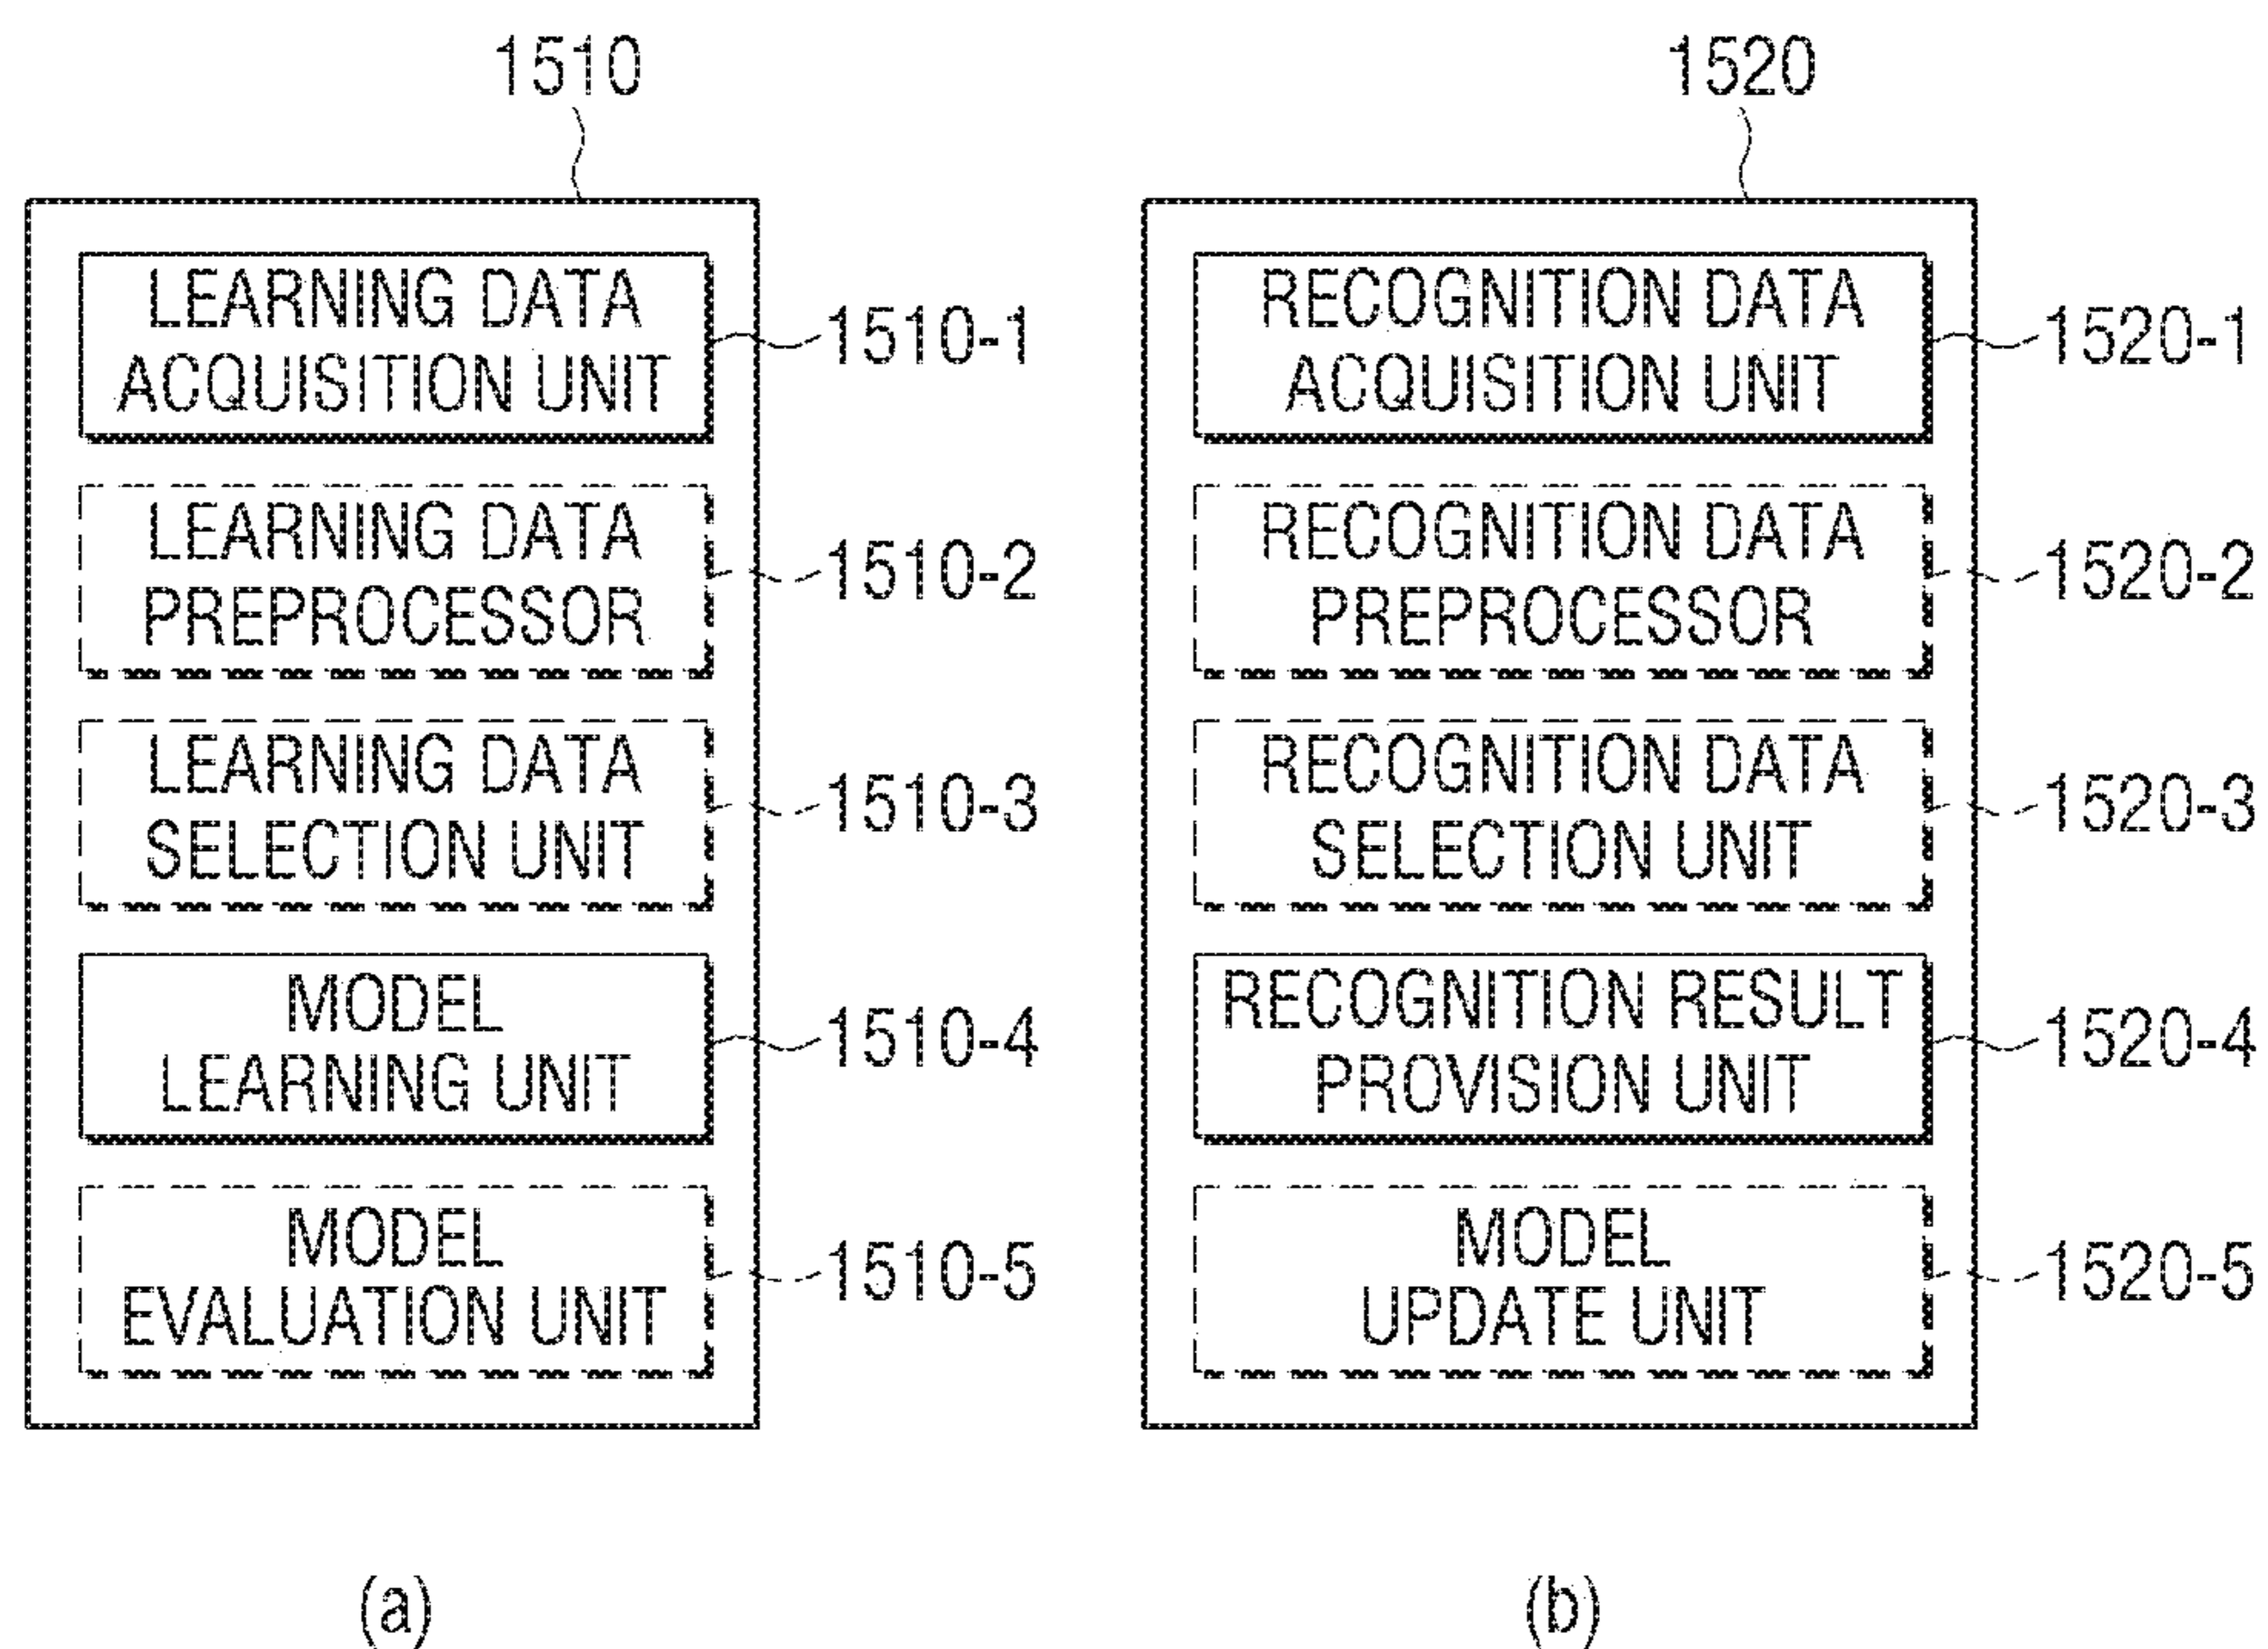 1510
LEARNING DATA
ACQUISITION UNIT
1510-1
LEARNING DATA
PREPROCESSOR
1510-2
LEARNING DATA
SELECTION UNIT
1510-3
MODEL
LEARNING UNIT
1510-4
MODEL
EVALUATION UNIT
1510-5
(a)
1520
RECOGNITION DATA
ACQUISITION UNIT
1520-1
RECOGNITION DATA
PREPROCESSOR
1520-2
RECOGNITION DATA
SELECTION UNIT
1520-3
RECOGNITION RESULT
PROVISION UNIT
1520-4
MODEL
UPDATE UNIT
1520-5
(b)